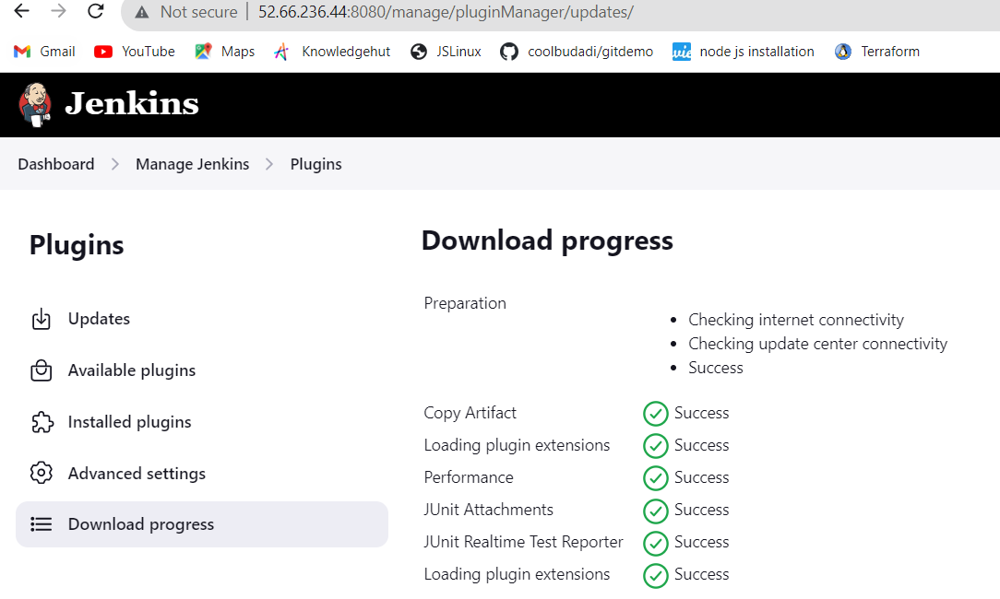 Not secure | 52.66.236.44:8080/manage/pluginManager/updates/
Gmail YouTube Maps Knowledgehut JSLinux coolbudadi/gitdemo node js installation Terraform
Jenkins
Dashboard > Manage Jenkins > Plugins
Plugins
Updates
Available plugins
Installed plugins
Advanced settings
Download progress
Download progress
Preparation
• Checking internet connectivity
• Checking update center connectivity
• Success
Copy Artifact Success
Loading plugin extensions Success
Performance Success
JUnit Attachments Success
JUnit Realtime Test Reporter Success
Loading plugin extensions Success